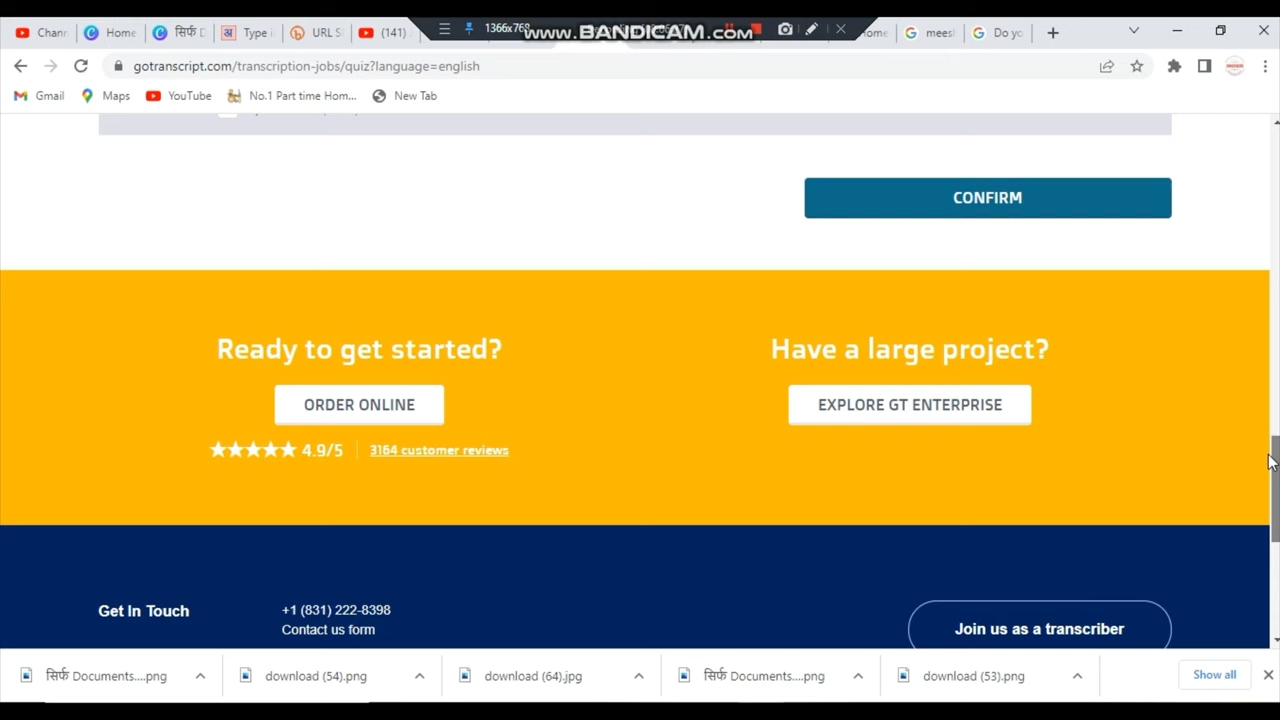 Chann
Home
सिर्फ D
Type i
URL S
(141)
1366x768
www.BANDICAM.com
ome
meesh
Do yo
gotranscript.com/transcription-jobs/quiz?language=english
Gmail
Maps
YouTube
No.1 Part time Hom...
New Tab
CONFIRM
Ready to get started?
Have a large project?
ORDER ONLINE
EXPLORE GT ENTERPRISE
4.9/5
3164 customer reviews
Get In Touch
+1 (831) 222-8398
Contact us form
Join us as a transcriber
सिर्फ Documents....png
download (54).png
download (64).jpg
सिर्फ Documents....png
download (53).png
Show all